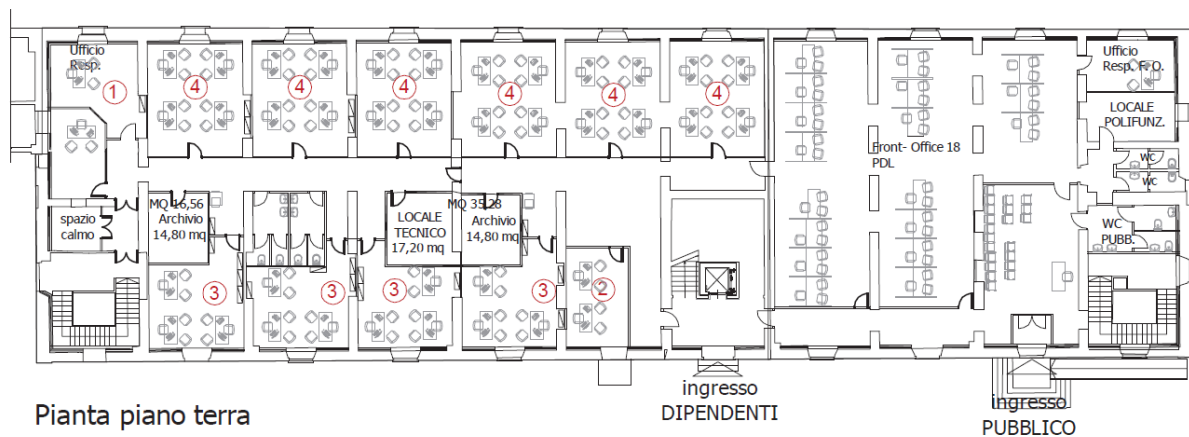 Ufficio
Resp.
1
4
4
4
4
4
4
Ufficio
Resp. F. O.
LOCALE
POLIFUNZ.
Front- Office 18
PDL
wc
wc
WC
PUBB.
spazio
calmo
MQ 16,56
Archivio
14,80 mq
LOCALE
TECNICO
17,20 mq
MQ 35,28
Archivio
14,80 mq
3
3
3
3
2
ingresso
DIPENDENTI
ingresso
PUBBLICO
Pianta piano terra